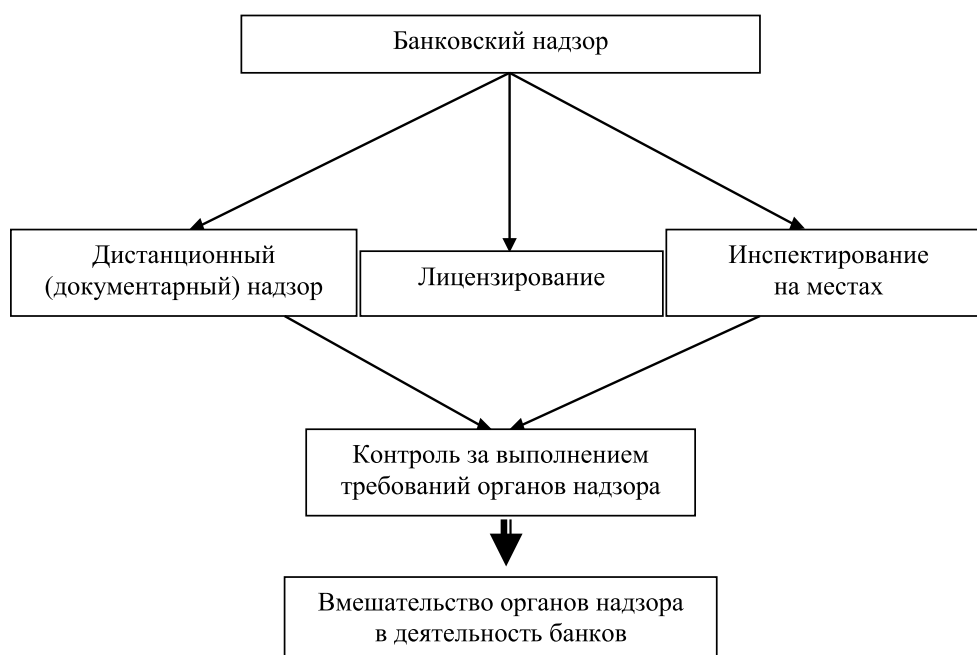 Банковский надзор
Дистанционный
(документарный) надзор
Лицензирование
Инспектирование
на местах
Контроль за выполнением
требований органов надзора
Вмешательство органов надзора
в деятельность банков